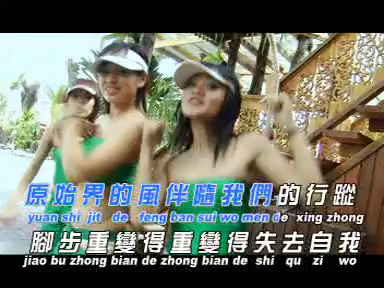 原始界的風伴隨我們的行蹤
yuan shi jit de feng ban sui wo men de xing zhong
腳步重變得重變得失去自我
jiao bu zhong bian de zhong bian de shi qu zi wo